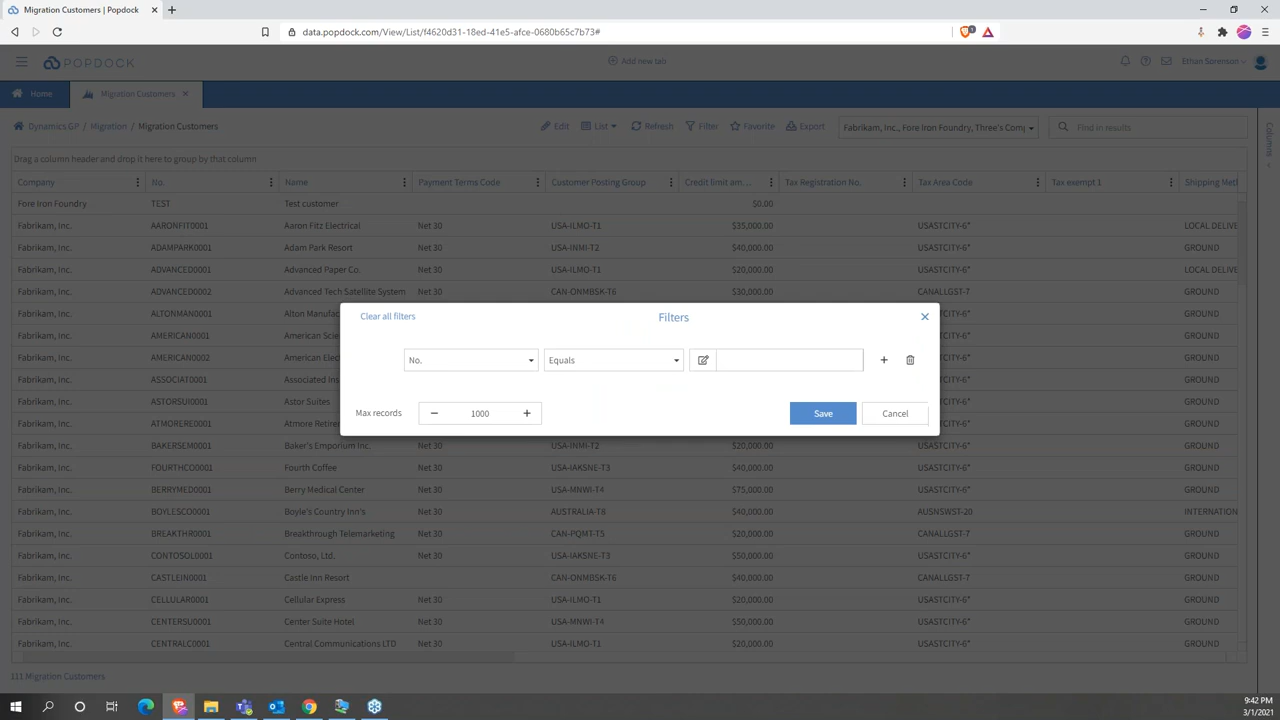 Migration Customers | Popdock
data.popdock.com/View/List/f4620d31-18ed-41e5-afce-0680b65c7b73#
1
POPDOCK
Add new tab
Ethan Sorenson
Home
Migration Customers
Dynamics GP / Migration / Migration Customers
Edit List Refresh Filter Favorite Export
Fabrikam, Inc., Fore Iron Foundry, Three's Com
Find in results
Columns
Drag a column header and drop it here to group by that column
Company No. Name Payment Terms Code Customer Posting Group Credit limit am... Tax Registration No. Tax Area Code Tax exempt 1 Shipping Meth
Fore Iron Foundry TEST Test customer $0.00
Fabrikam, Inc. AARONFIT0001 Aaron Fitz Electrical Net 30 USA-ILMO-T1 $35,000.00 USASTCITY-6* LOCAL DELIVE
Fabrikam, Inc. ADAMPARK0001 Adam Park Resort Net 30 USA-INMI-T2 $40,000.00 USASTCITY-6* GROUND
Fabrikam, Inc. ADVANCED0001 Advanced Paper Co. Net 30 USA-ILMO-T1 $20,000.00 USASTCITY-6* LOCAL DELIVE
Fabrikam, Inc. ADVANCED0002 Advanced Tech Satellite System Net 30 CAN-ONMBSK-T6 $30,000.00 CANALLGST-7 GROUND
Fabrikam, Inc. ALTONMAN0001 Alton Manufac GROUND
Fabrikam, Inc. AMERICAN0001 American Scie GROUND
Fabrikam, Inc. AMERICAN0002 American Elec GROUND
Fabrikam, Inc. ASSOCIAT0001 Associated Ins GROUND
Fabrikam, Inc. ASTORSUI0001 Astor Suites GROUND
Fabrikam, Inc. ATMORERE0001 Atmore Retire GROUND
Clear all filters
Filters
No. Equals
Max records
1000
Save
Cancel
Fabrikam, Inc. BAKERSEM0001 Baker's Emporium Inc. Net 30 USA-MNWI-T4 $20,000.00 USASTCITY-6* GROUND
Fabrikam, Inc. FOURTHCO0001 Fourth Coffee Net 30 USA-IAKSNE-T3 $40,000.00 USASTCITY-6* GROUND
Fabrikam, Inc. BERRYMED0001 Berry Medical Center Net 30 USA-MNWI-T4 $75,000.00 USASTCITY-6* GROUND
Fabrikam, Inc. BOYLESCO0001 Boyle's Country Inn's Net 30 AUSTRALIA-T8 $40,000.00 AUSNSWST-20 INTERNATION
Fabrikam, Inc. BREAKTHR0001 Breakthrough Telemarketing Net 30 CAN-PQMT-T5 $50,000.00 CANALLGST-7 GROUND
Fabrikam, Inc. CONTOSOL0001 Contoso, Ltd. Net 30 USA-IAKSNE-T3 $50,000.00 USASTCITY-6* GROUND
Fabrikam, Inc. CASTLEIN0001 Castle Inn Resort CAN-ONMBSK-T6 $40,000.00 CANALLGST-7 GROUND
Fabrikam, Inc. CELLULAR0001 Cellular Express Net 30 USA-ILMO-T1 $20,000.00 USASTCITY-6* GROUND
Fabrikam, Inc. CENTERSU0001 Center Suite Hotel Net 30 USA-MNWI-T4 $50,000.00 USASTCITY-6* GROUND
Fabrikam, Inc. CENTRALC0001 Central Communications LTD Net 30 USA-ILMO-T1 $20,000.00 USASTCITY-6* GROUND
111 Migration Customers
9:42 PM
3/1/2021